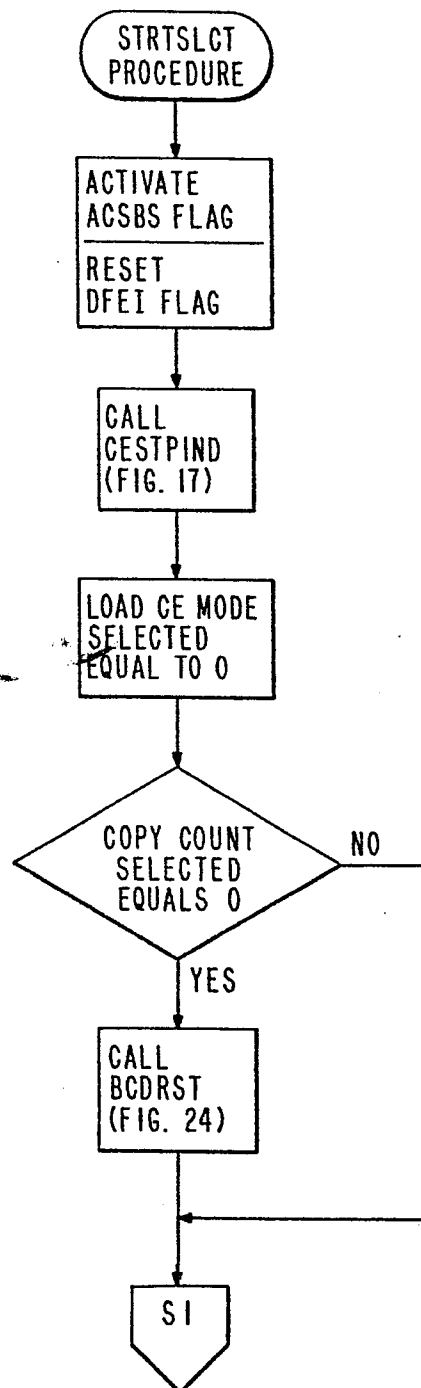 STRTSLCT
PROCEDURE
ACTIVATE
ACSBS FLAG
RESET
DFEI FLAG
CALL
CESTPIND
(FIG. 17)
LOAD CE MODE
SELECTED
EQUAL TO 0
COPY COUNT
SELECTED
EQUALS 0
NO
YES
CALL
BCDRST
(FIG. 24)
S1